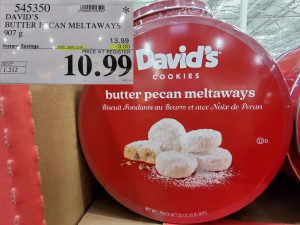 545350
DAVID'S
BUTTER PECAN MELTAWAYS
907 g
13.99
Instant Savings
-3.00
PRICE AT REGISTER
10.99
David's
COOKIES
butter pecan meltaways
Biscuit Fondants au Beurre et aux Noix de Pecan